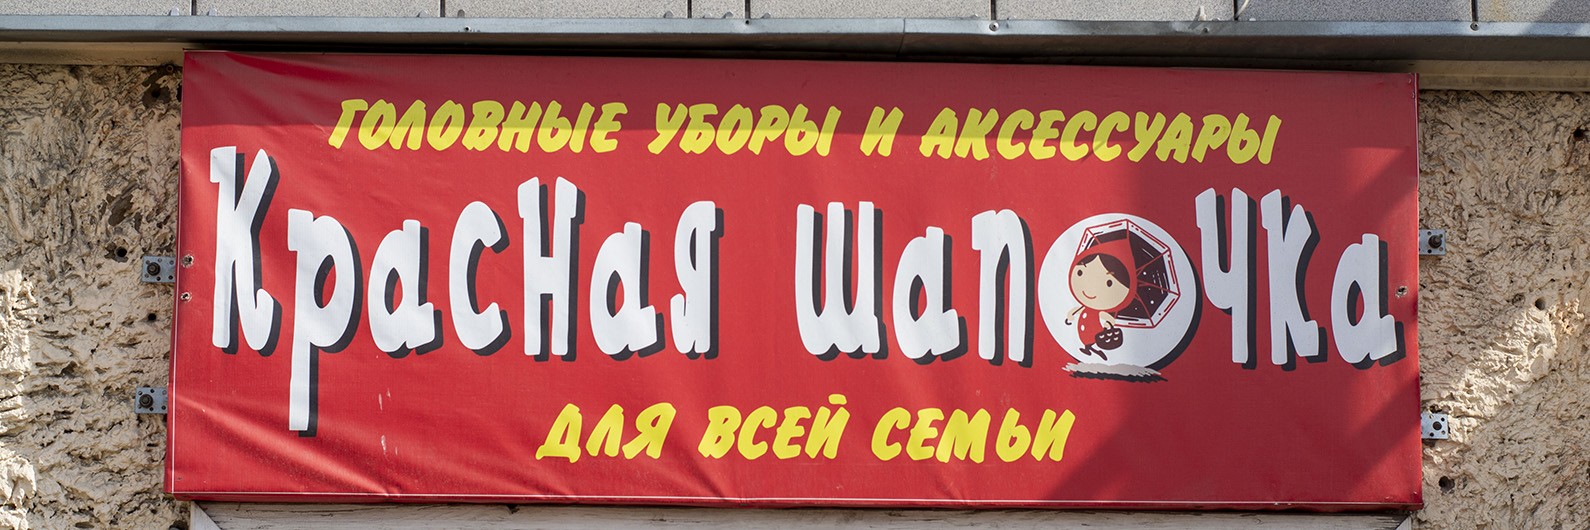 ГОЛОВНЫЕ УБОРЫ И АКСЕССУАРЫ
Красная шапочка
ДЛЯ ВСЕЙ СЕМЬИ